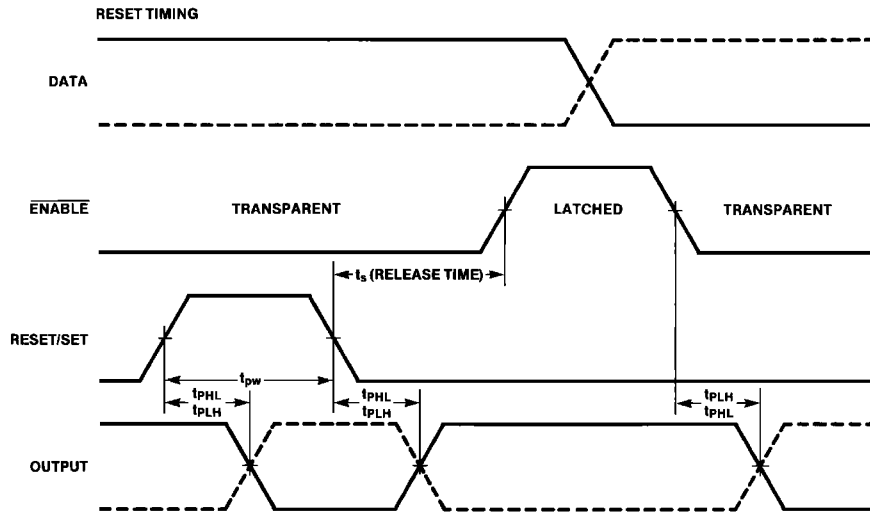 RESET TIMING
DATA
ENABLE
TRANSPARENT
LATCHED
TRANSPARENT
ts (RELEASE TIME)
RESET/SET
tpw
tPHL
tPLH
tPHL
tPLH
tPLH
tPHL
OUTPUT